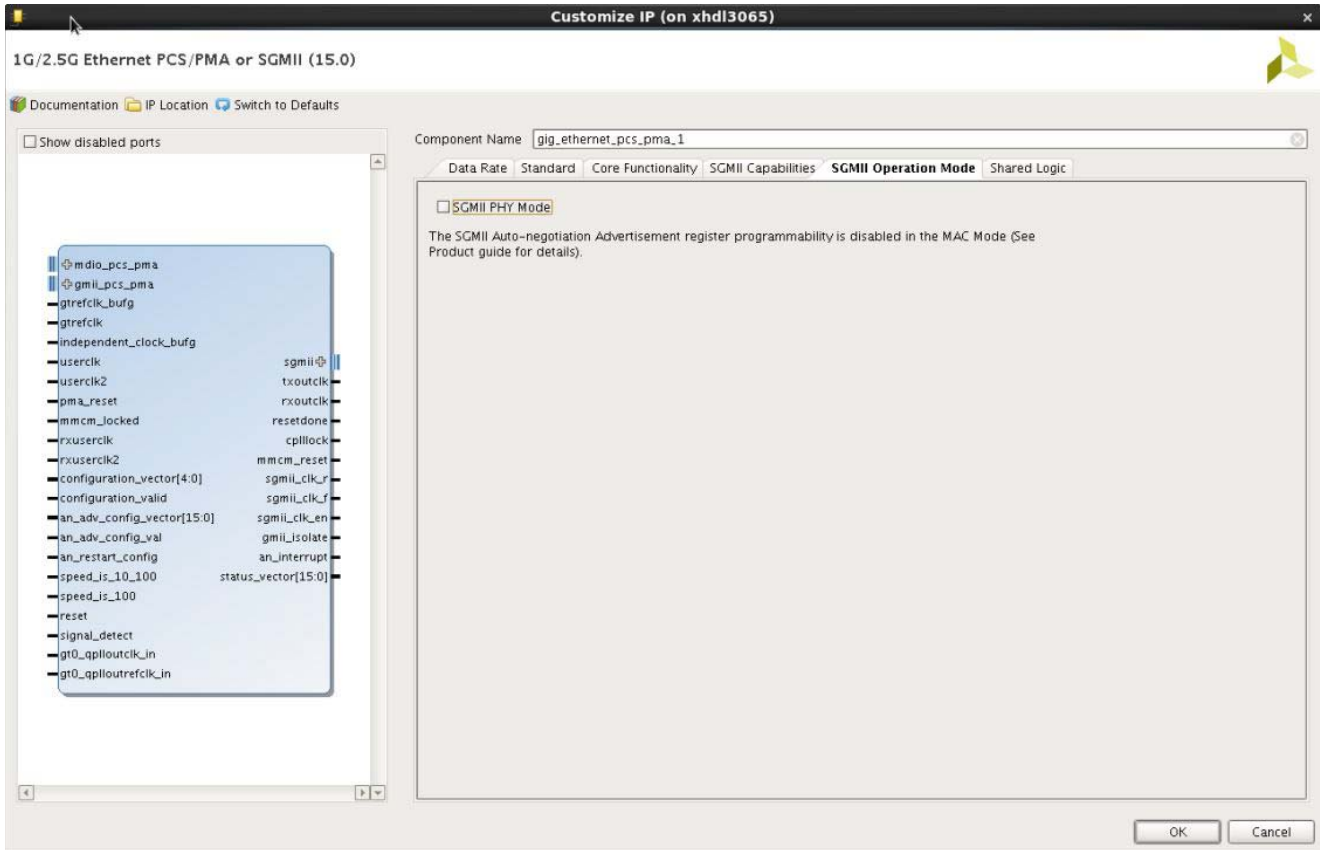 Customize IP (on xhdl3065)
1G/2.5G Ethernet PCS/PMA or SGMII (15.0)
Documentation IP Location Switch to Defaults
Show disabled ports
Component Name gig_ethernet_pcs_pma_1
Data Rate Standard Core Functionality SGMII Capabilities SGMII Operation Mode Shared Logic
SGMII PHY Mode
The SGMII Auto-negotiation Advertisement register programmability is disabled in the MAC Mode (See
Product guide for details).
mdio_pcs_pma
gmii_pcs_pma
gtrefclk_bufg
gtrefclk
independent_clock_bufg
userclk
userclk2
pma_reset
mmcm_locked
rxuserclk
rxuserclk2
configuration_vector[4:0]
configuration_valid
an_adv_config_vector[15:0]
an_adv_config_val
an_restart_config
speed_is_10_100
speed_is_100
reset
signal_detect
gt0_qplloutclk_in
gt0_qplloutrefclk_in
sgmii
txoutclk
rxoutclk
resetdone
cplllock
mmcm_reset
sgmii_clk_r
sgmii_clk_f
sgmii_clk_en
gmii_isolate
an_interrupt
status_vector[15:0]
OK Cancel